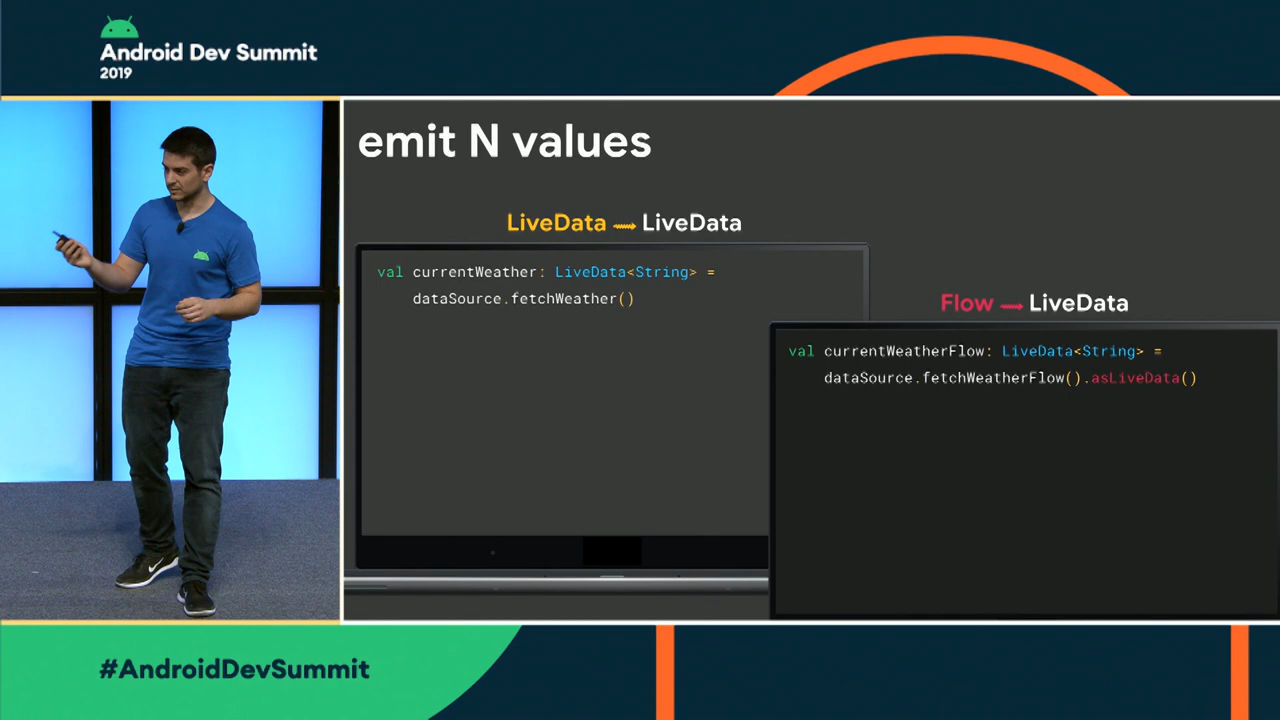 Android Dev Summit
2019
emit N values
LiveData → LiveData
val currentWeather: LiveData<String> =
dataSource.fetchWeather()
Flow → LiveData
val currentWeatherFlow: LiveData<String> =
dataSource.fetchWeatherFlow().asLiveData()
#AndroidDevSummit